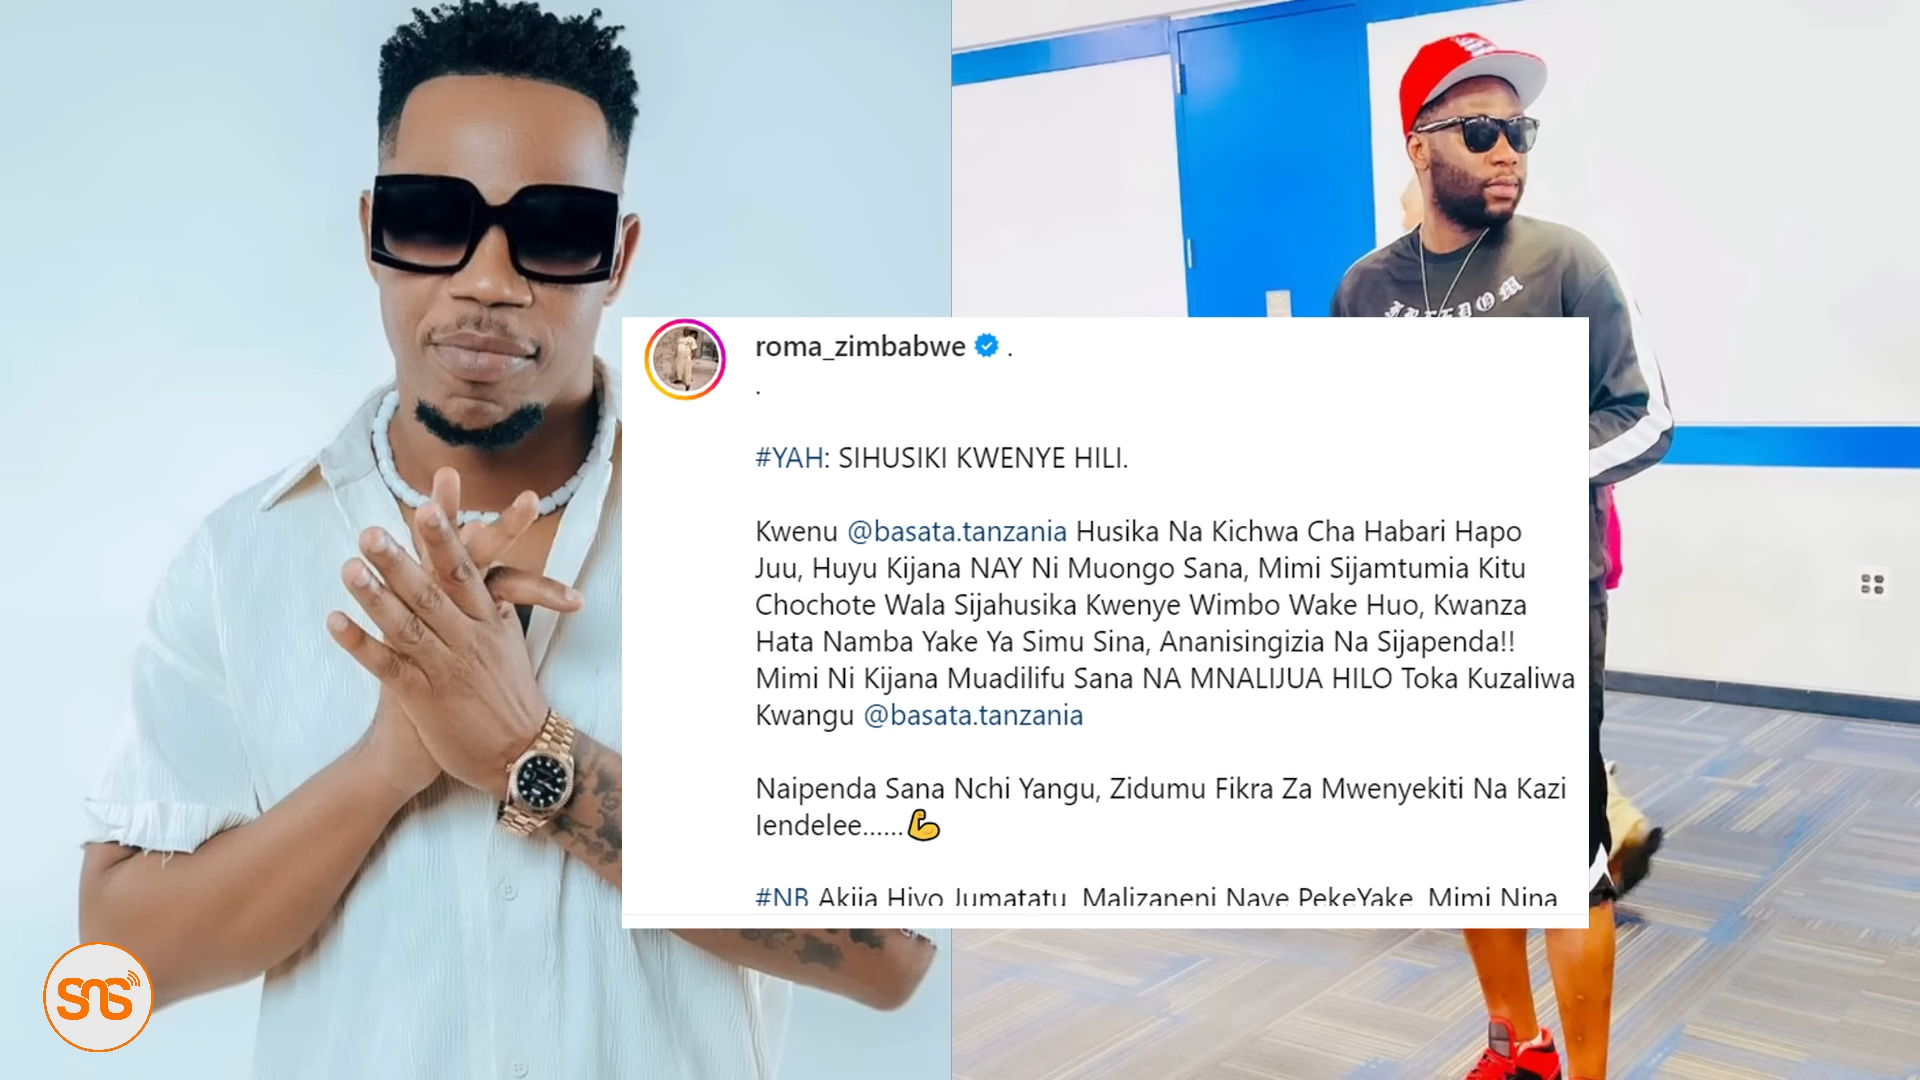 roma_zimbabwe .
.
#YAH: SIHUSIKI KWENYE HILI.
Kwenu @basata.tanzania Husika Na Kichwa Cha Habari Hapo
Juu, Huyu Kijana NAY Ni Muongo Sana, Mimi Sijamtumia Kitu
Chochote Wala Sijahusika Kwenye Wimbo Wake Huo, Kwanza
Hata Namba Yake Ya Simu Sina, Ananisingizia Na Sijapenda!!
Mimi Ni Kijana Muadilifu Sana NA MNALIJUA HILO Toka Kuzaliwa
Kwangu @basata.tanzania
Naipenda Sana Nchi Yangu, Zidumu Fikra Za Mwenyekiti Na Kazi
Iendelee......💪
#NB Akija Hiyo Jumatatu, Malizaneni Naye PekeYake, Mimi Nina
SNS